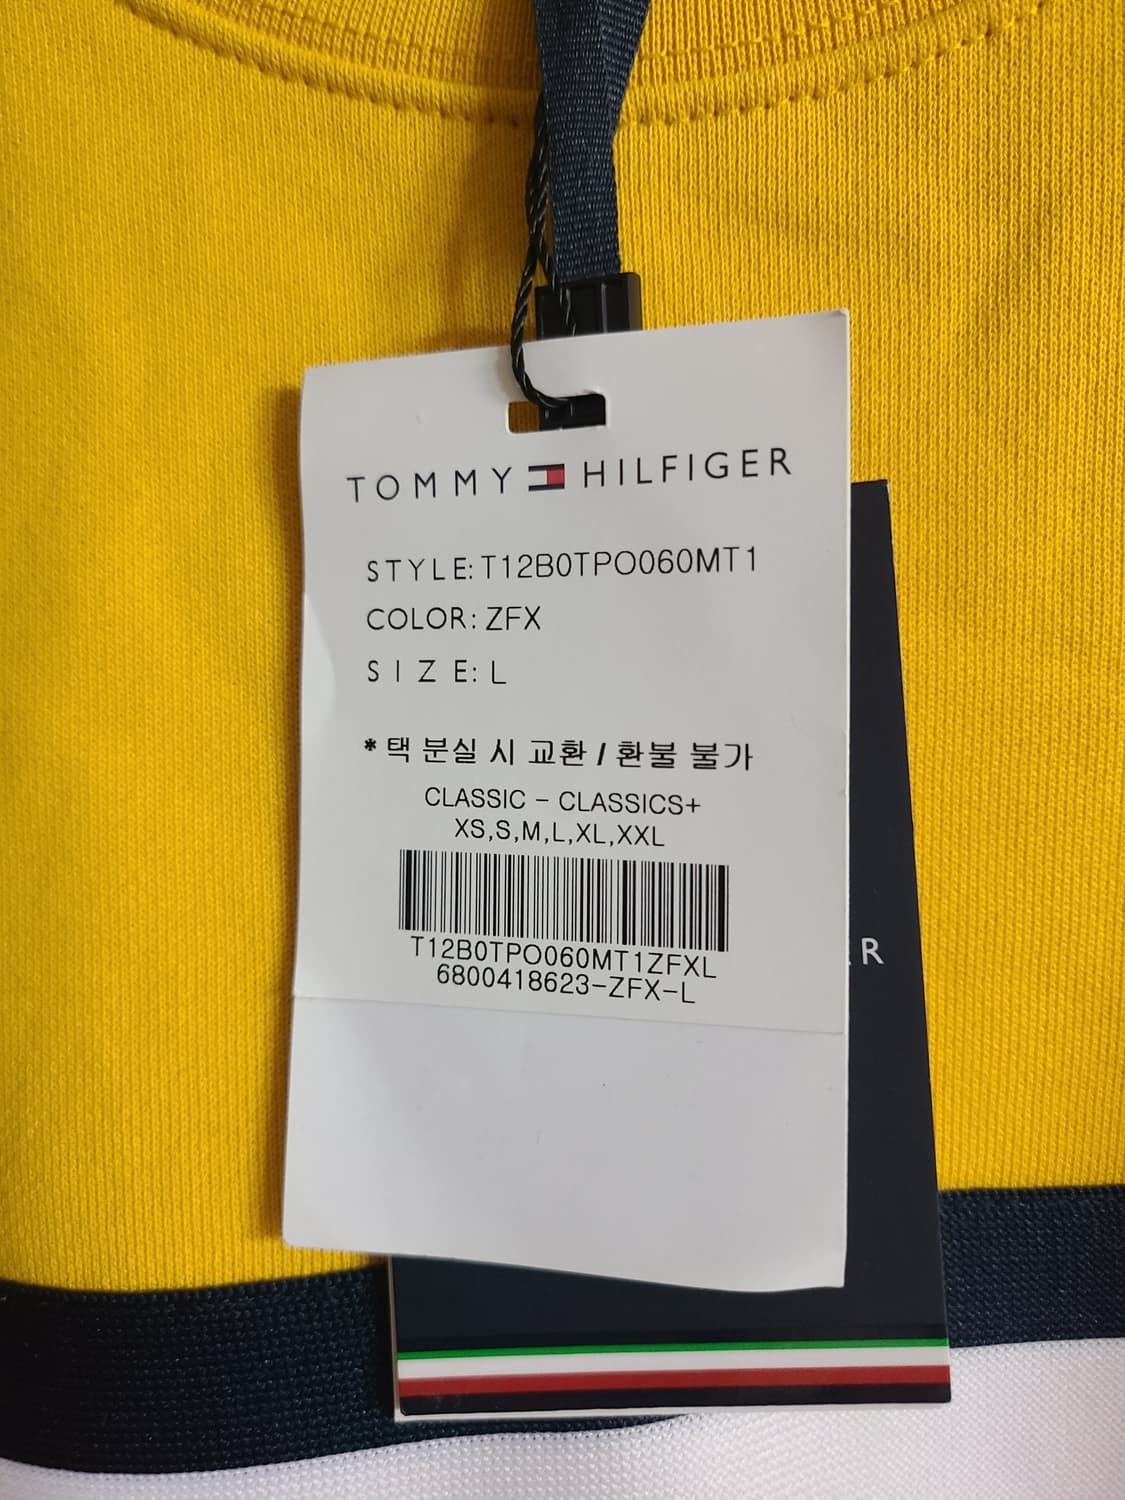 TOMMY HILFIGER
STYLE: T12B0TPO060MT1
COLOR: ZFX
SIZE: L
* 택 분실 시 교환 / 환불 불가
CLASSIC - CLASSICS+
XS,S,M,L,XL,XXL
T12B0TPO060MT1ZFXL
6800418623-ZFX-L
ER